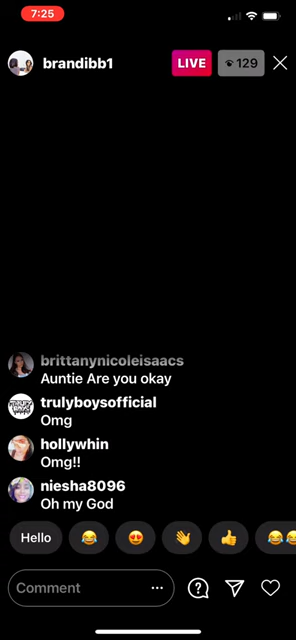 7:25
brandibb1
LIVE
129
brittanynicoleisaacs
Auntie Are you okay
trulyboysofficial
Omg
hollywhin
Omg!!
niesha8096
Oh my God
Hello
Comment